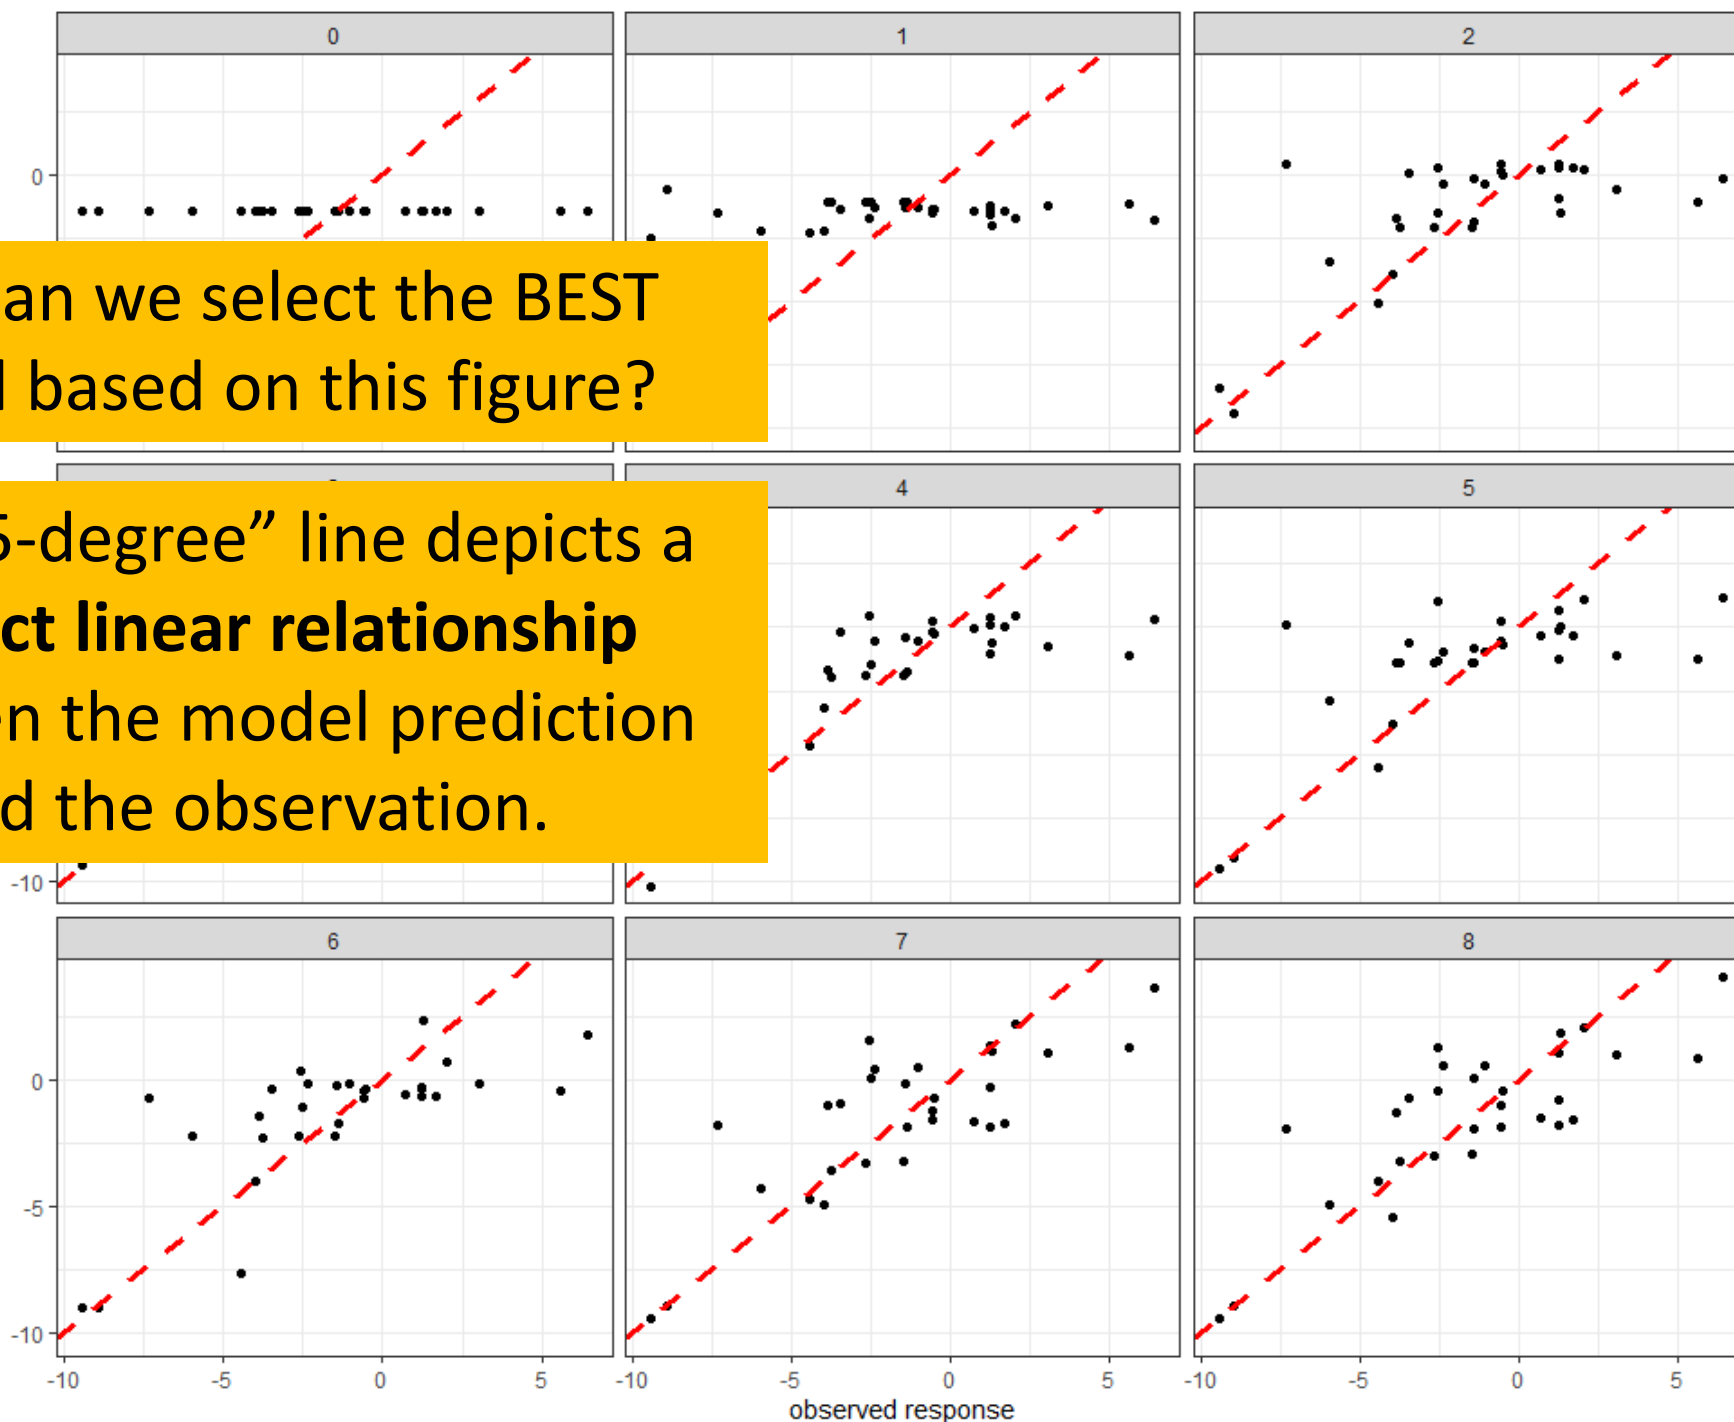 0
1
2
0
an we select the BEST
based on this figure?
5-degree” line depicts a
ct linear relationship
n the model prediction
d the observation.
4
5
-10
6
7
8
0
-5
-10
-10 -5 0 5 -10 -5 0 5 -10 -5 0 5
observed response